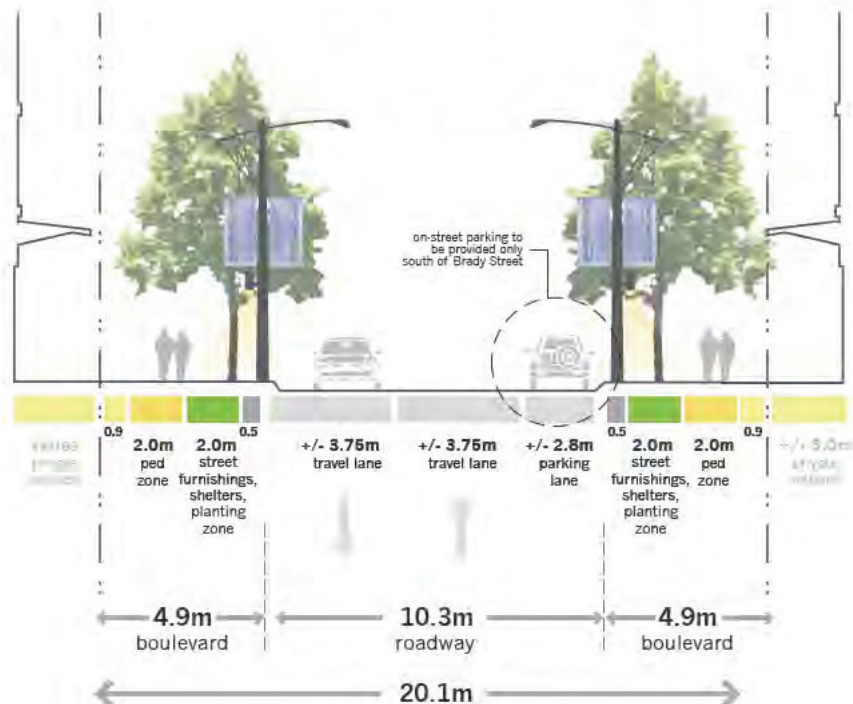 on-street parking to
be provided only
south of Brady Street
0.9
0.5
0.5
0.9
2.0m
ped
zone
2.0m
street
furnishings,
shelters,
planting
zone
+/- 3.75m
travel lane
+/- 3.75m
travel lane
+/- 2.8m
parking
lane
2.0m
street
furnishings,
shelters,
planting
zone
2.0m
ped
zone
4.9m
boulevard
10.3m
roadway
4.9m
boulevard
20.1m